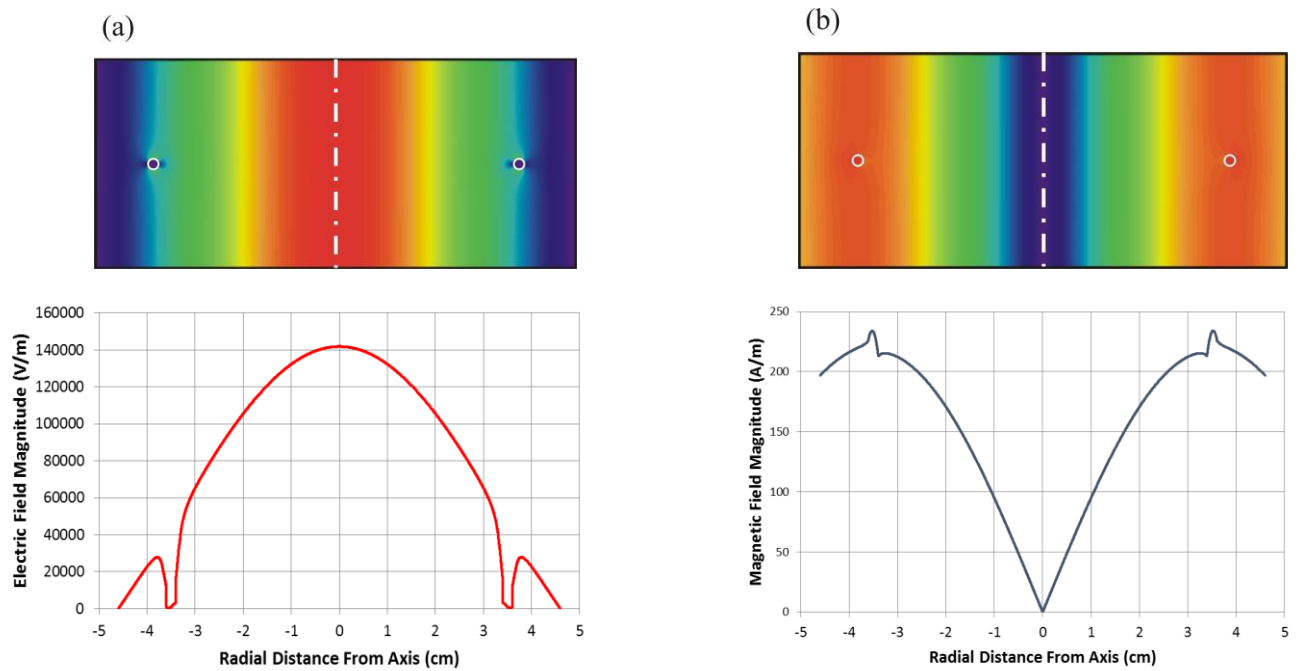 (a)
(b)
160000
140000
120000
100000
80000
60000
40000
20000
0
Electric Field Magnitude (V/m)
-5 -4 -3 -2 -1 0 1 2 3 4 5
Radial Distance From Axis (cm)
250
200
150
100
50
0
Magnetic Field Magnitude (A/m)
-5 -4 -3 -2 -1 0 1 2 3 4 5
Radial Distance From Axis (cm)